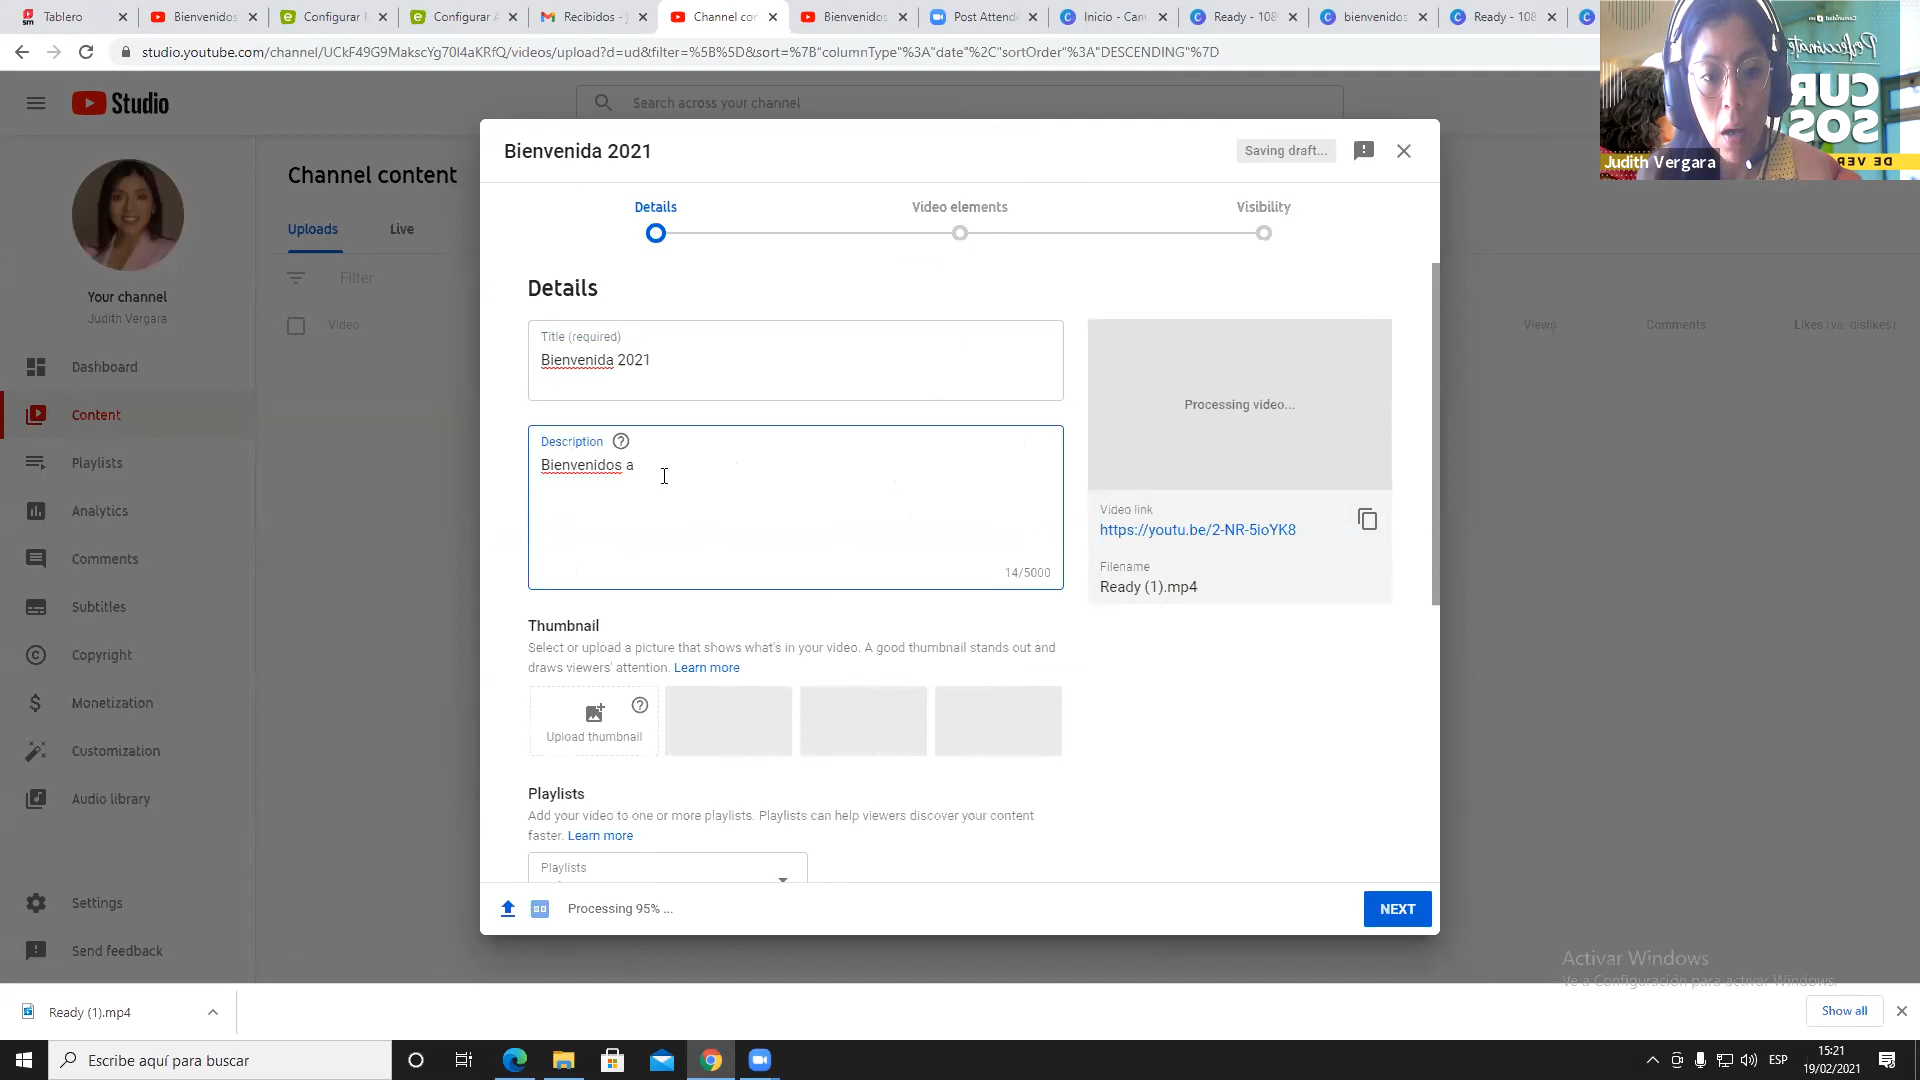 Tablero
Bienvenidos
Configurar
Configurar
Recibidos -
Channel con
Bienvenidos
Post Attende
Inicio - Can
Ready - 108
bienvenidos
Ready - 108
studio.youtube.com/channel/UCkF49G9MakscYg70l4aKRfQ/videos/upload?d=ud&filter=%5B%5D&sort=%7B"columnType"%3A"date"%2C"sortOrder"%3A"DESCENDING"%7D
Perfeccionate
CUR
SOS
DE VER
Judith Vergara
Studio
Search across your channel
Bienvenida 2021
Saving draft...
Channel content
Details
Video elements
Visibility
Uploads
Live
Filter
Details
Your channel
Judith Vergara
Video
Views
Comments
Likes (vs. dislikes)
Title (required)
Bienvenida 2021
Dashboard
Content
Playlists
Analytics
Comments
Subtitles
Copyright
Monetization
Customization
Audio library
Settings
Send feedback
Description
Bienvenidos a
14/5000
Processing video...
Video link
https://youtu.be/2-NR-5ioYK8
Filename
Ready (1).mp4
Thumbnail
Select or upload a picture that shows what's in your video. A good thumbnail stands out and
draws viewers' attention. Learn more
Upload thumbnail
Playlists
Add your video to one or more playlists. Playlists can help viewers discover your content
faster. Learn more
Playlists
Processing 95% ...
NEXT
Activar Windows
Ve a Configuración para activar Windows.
Ready (1).mp4
Show all
Escribe aquí para buscar
ESP
15:21
19/02/2021